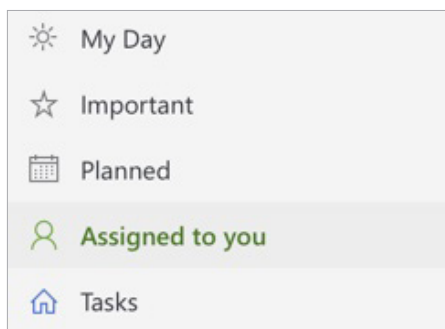 My Day
Important
Planned
Assigned to you
Tasks